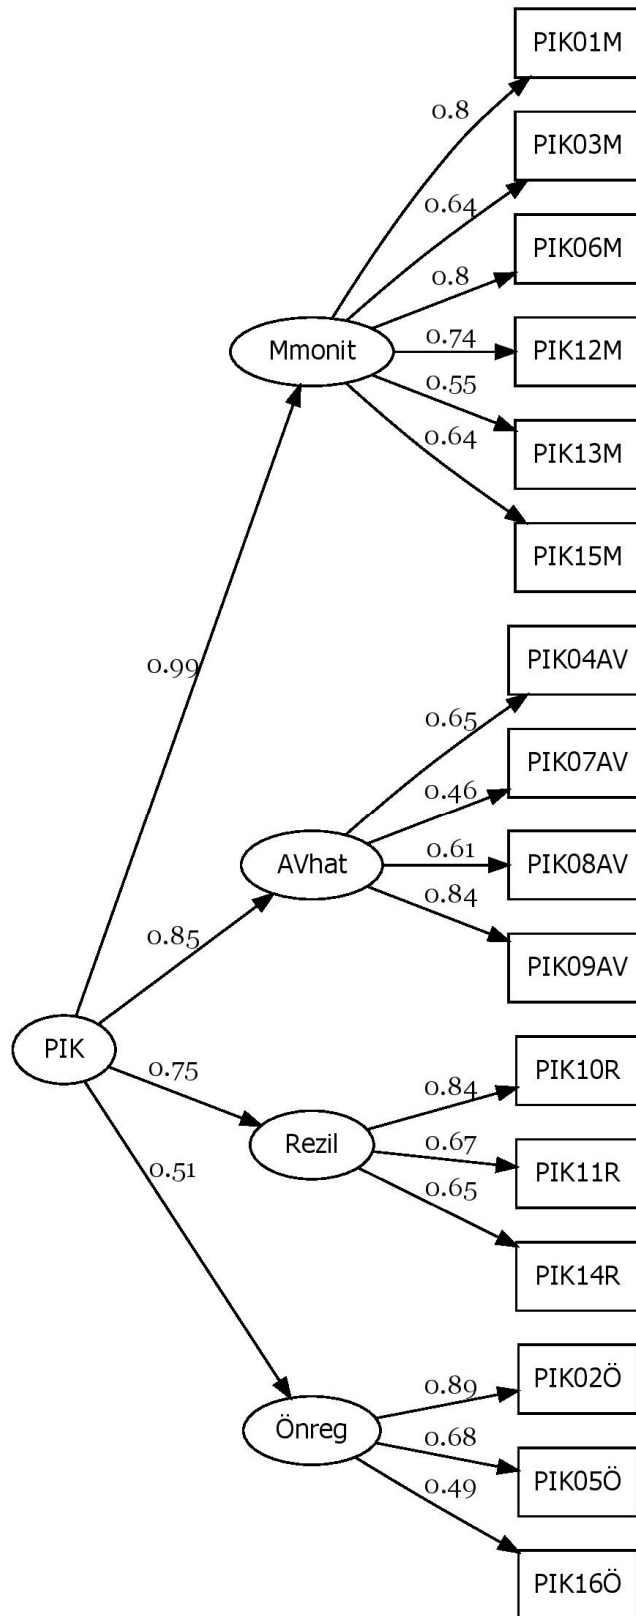 PIK01M
0.8
PIK03M
0.64
PIK06M
0.8
Mmonit
0.74
PIK12M
0.55
PIK13M
0.64
PIK15M
0.99
PIK04AV
0.65
PIK07AV
0.46
AVhat
0.61
PIK08AV
0.84
PIK09AV
0.85
PIK
0.75
PIK10R
0.84
Rezil
0.67
PIK11R
0.65
PIK14R
0.51
PIK02Ö
0.89
Önreg
0.68
PIK05Ö
0.49
PIK16Ö